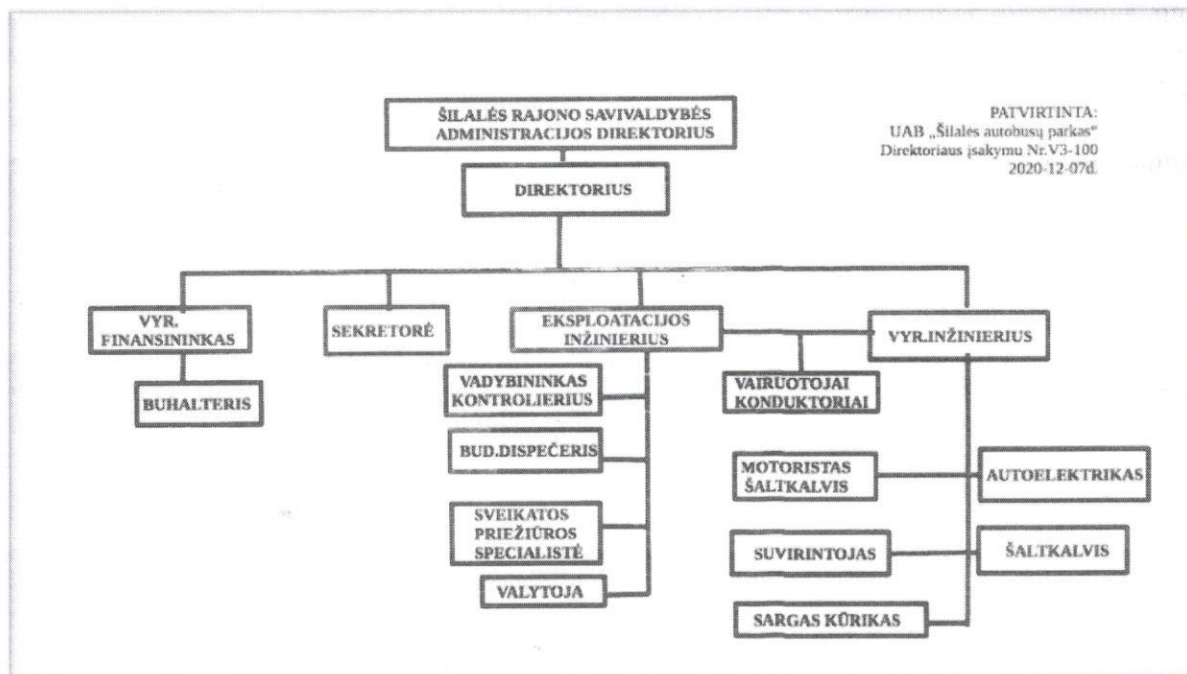 ŠILALĖS RAJONO SAVIVALDYBĖS
ADMINISTRACIJOS DIREKTORIUS
PATVIRTINTA:
UAB „Šilalės autobusų parkas“
Direktoriaus įsakymu Nr.V3-100
2020-12-07d.
DIREKTORIUS
VYR.
FINANSININKAS
SEKRETORĖ
EKSPLOATACIJOS
INŽINIERIUS
VYR.INŽINIERIUS
BUHALTERIS
VADYBININKAS
KONTROLIERIUS
VAIRUOTOJAI
KONDUKTORIAI
BUD.DISPEČERIS
MOTORISTAS
ŠALTKALVIS
AUTOELEKTRIKAS
SVEIKATOS
PRIEŽIŪROS
SPECIALISTĖ
SUVIRINTOJAS
ŠALTKALVIS
VALYTOJA
SARGAS KŪRIKAS